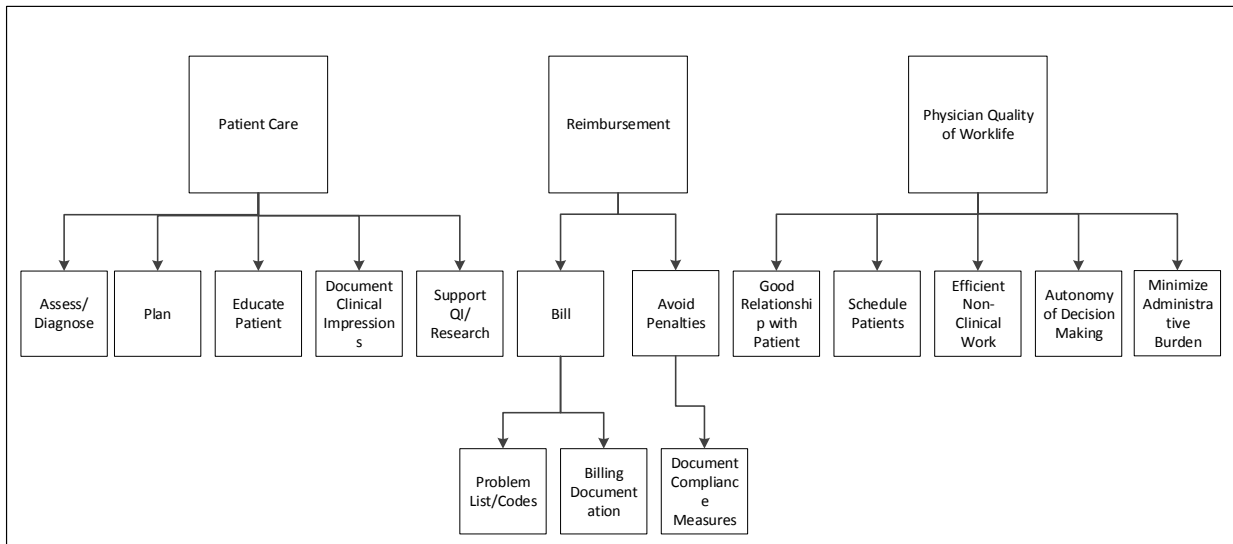 Patient Care
Reimbursement
Physician Quality
of Worklife
Assess/
Diagnose
Plan
Educate
Patient
Document
Clinical
Impression
s
Support
QI/
Research
Bill
Avoid
Penalties
Good
Relationshi
p with
Patient
Schedule
Patients
Efficient
Non-
Clinical
Work
Autonomy
of Decision
Making
Minimize
Administra
tive
Burden
Problem
List/Codes
Billing
Document
ation
Document
Complianc
e
Measures